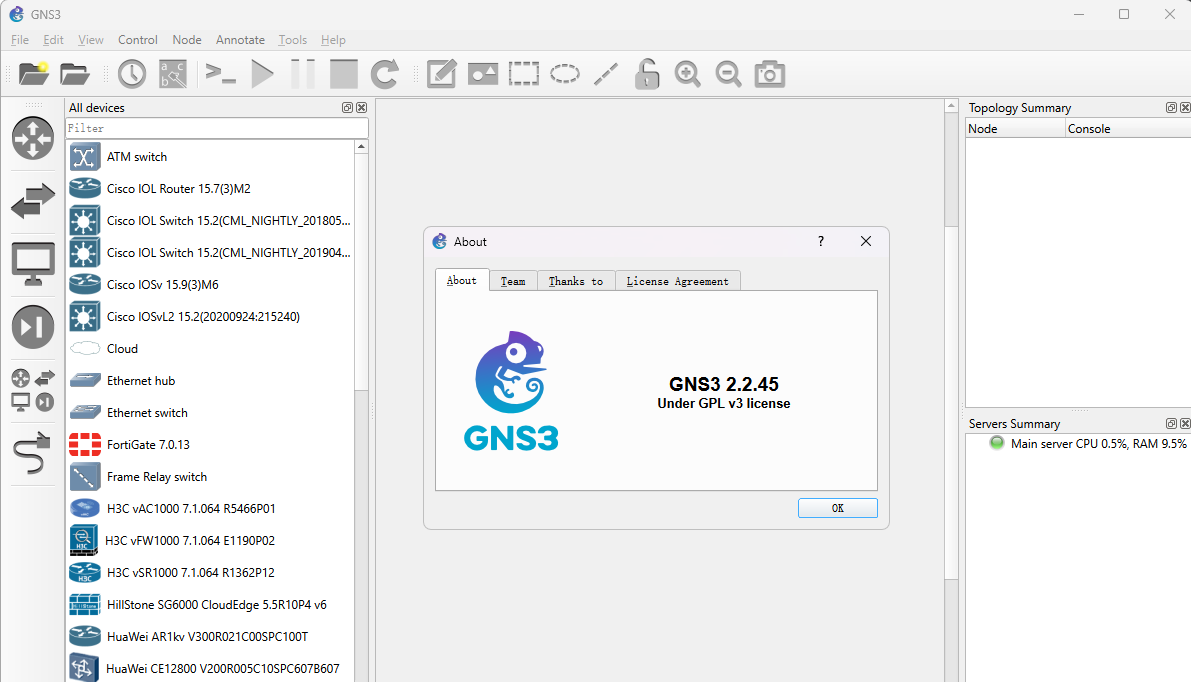 GNS3
File Edit View Control Node Annotate Tools Help
All devices
Filter
ATM switch
Cisco IOL Router 15.7(3)M2
Cisco IOL Switch 15.2(CML_NIGHTLY_201805...
Cisco IOL Switch 15.2(CML_NIGHTLY_201904...
Cisco IOSv 15.9(3)M6
Cisco IOSvL2 15.2(20200924:215240)
Cloud
Ethernet hub
Ethernet switch
FortiGate 7.0.13
Frame Relay switch
H3C vAC1000 7.1.064 R5466P01
H3C
H3C vFW1000 7.1.064 E1190P02
H3C
H3C vSR1000 7.1.064 R1362P12
HillStone
HillStone SG6000 CloudEdge 5.5R10P4 v6
HuaWei AR1kv V300R021C00SPC100T
HuaWei CE12800 V200R005C10SPC607B607
About
?
About Team Thanks to License Agreement
GNS3
GNS3 2.2.45
Under GPL v3 license
OK
Topology Summary
Node Console
Servers Summary
Main server CPU 0.5%, RAM 9.5%